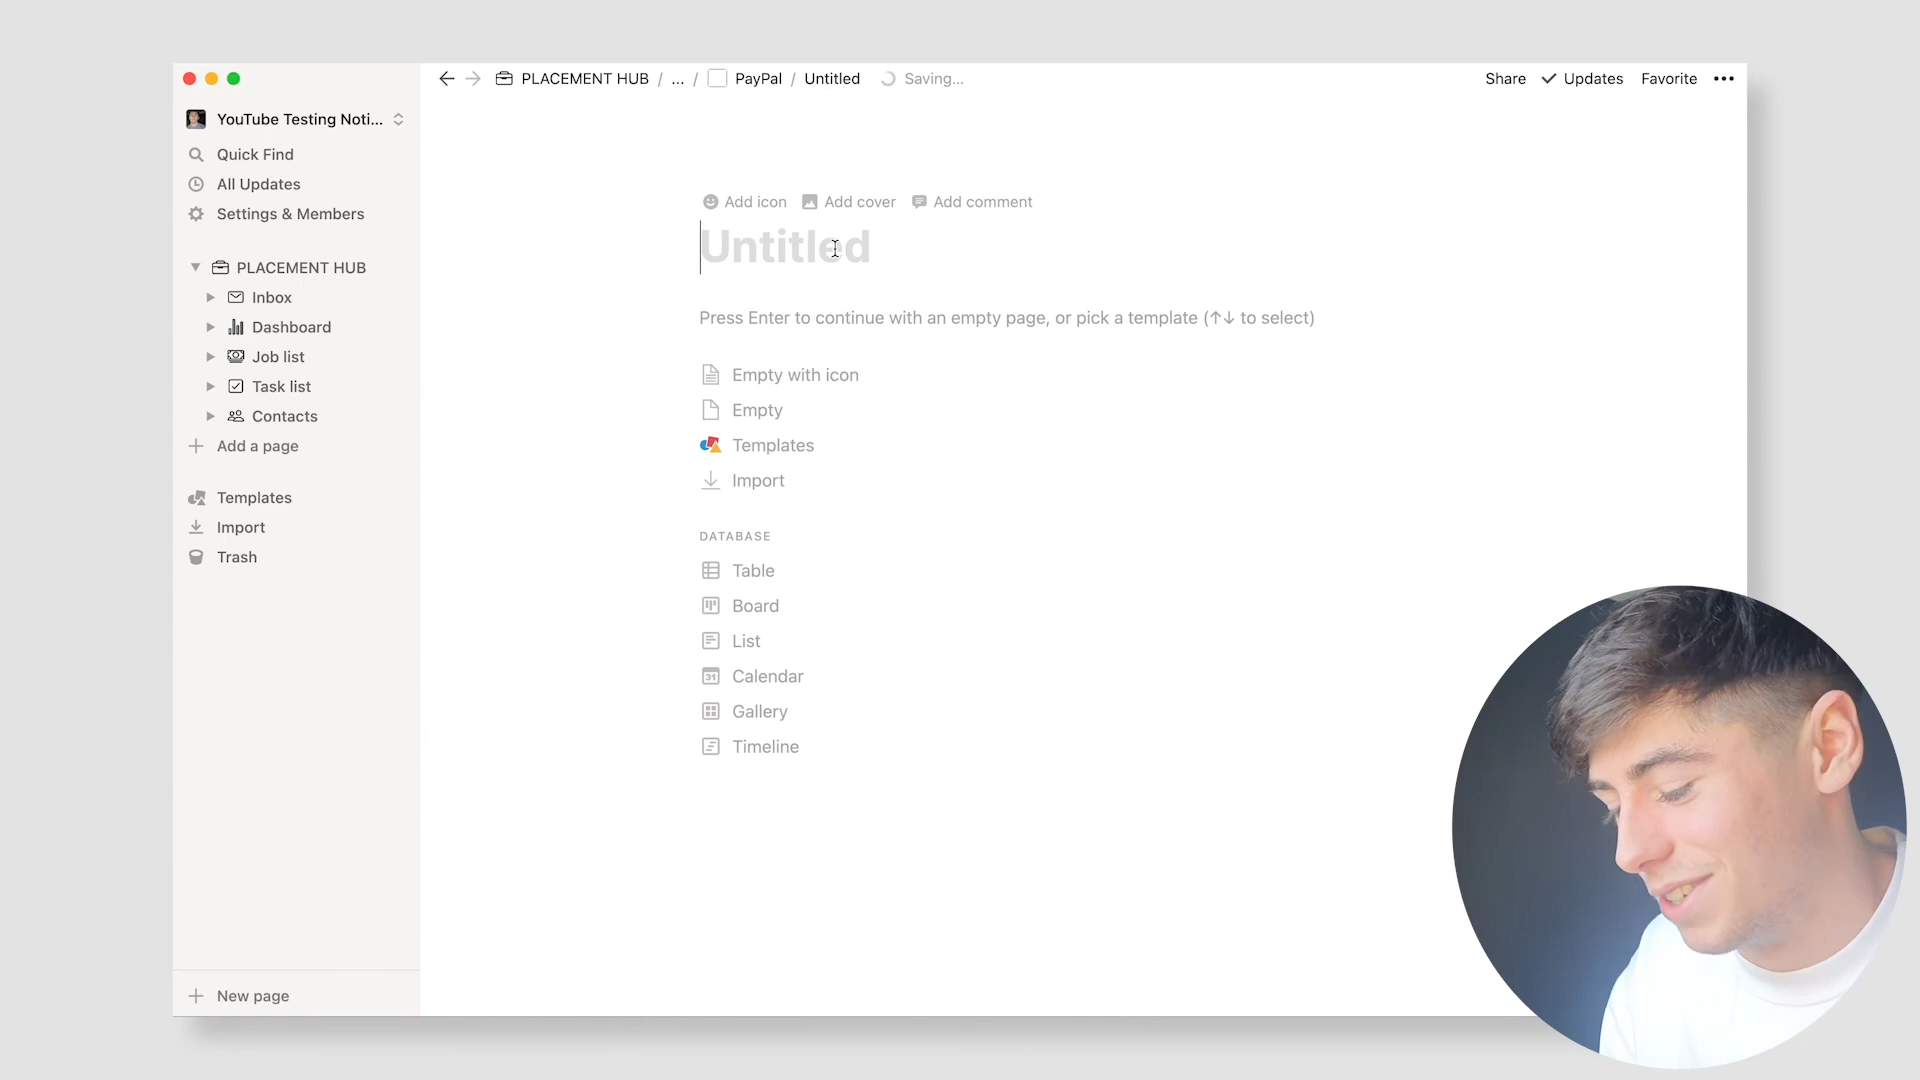 PLACEMENT HUB / ... / PayPal / Untitled Saving...
Share Updates Favorite •••
YouTube Testing Noti...
Quick Find
All Updates
Settings & Members
PLACEMENT HUB
Inbox
Dashboard
Job list
Task list
Contacts
Add a page
Templates
Import
Trash
New page
Add icon Add cover Add comment
Untitled
Press Enter to continue with an empty page, or pick a template (↑↓ to select)
Empty with icon
Empty
Templates
Import
DATABASE
Table
Board
List
31 Calendar
Gallery
Timeline